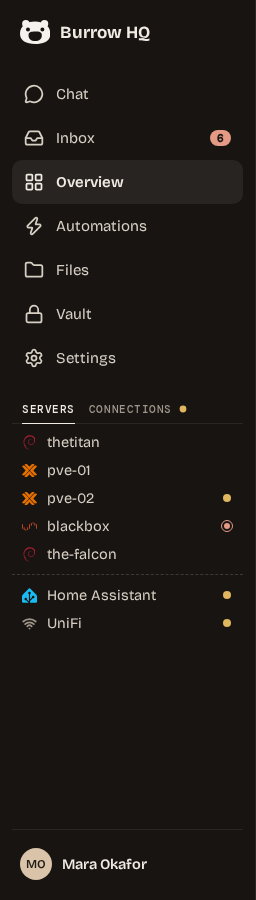 Burrow HQ
Chat
Inbox 6
Overview
Automations
Files
Vault
Settings
SERVERS CONNECTIONS
thetitan
pve-01
pve-02
blackbox
the-falcon
Home Assistant
UniFi
MO Mara Okafor